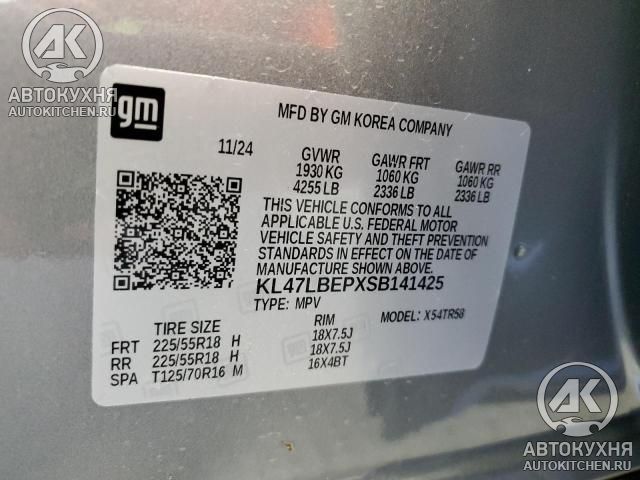 АК
АВТОКУХНЯ
AUTOKITCHEN.RU
gm
MFD BY GM KOREA COMPANY
11/24 GVWR GAWR FRT GAWR RR
1930 KG 1060 KG 1060 KG
4255 LB 2336 LB 2336 LB
THIS VEHICLE CONFORMS TO ALL
APPLICABLE U.S. FEDERAL MOTOR
VEHICLE SAFETY AND THEFT PREVENTION
STANDARDS IN EFFECT ON THE DATE OF
MANUFACTURE SHOWN ABOVE.
KL47LBEPXSB141425
TYPE: MPV MODEL: X54TR58
TIRE SIZE RIM
FRT 225/55R18 H 18X7.5J
RR 225/55R18 H 18X7.5J
SPA T125/70R16 M 16X4BT
АК
АВТОКУХНЯ
AUTOKITCHEN.RU